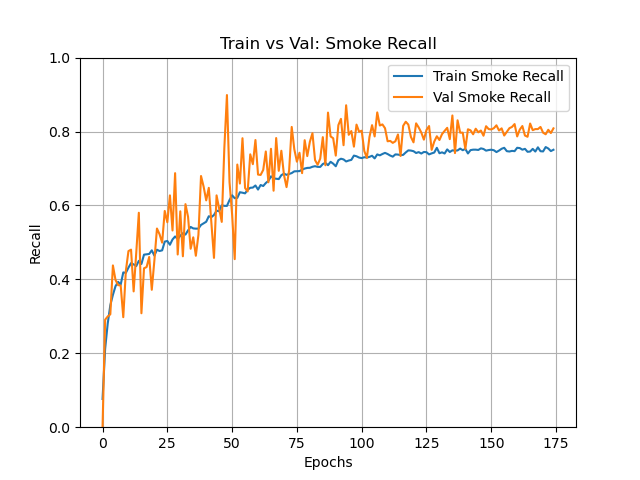 Train vs Val: Smoke Recall
1.0
0.8
0.6
0.4
0.2
0.0
Recall
Train Smoke Recall
Val Smoke Recall
0 25 50 75 100 125 150 175
Epochs